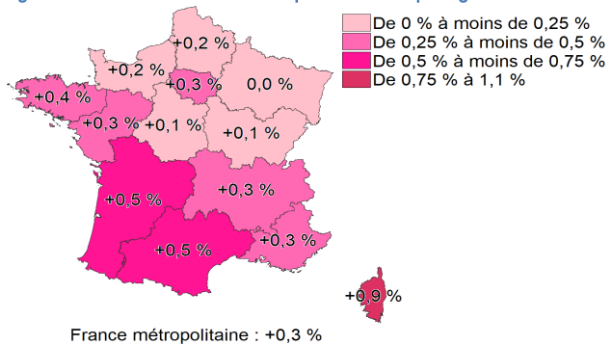 De 0 % à moins de 0,25 %
De 0,25 % à moins de 0,5 %
De 0,5 % à moins de 0,75 %
De 0,75 % à 1,1 %
+0,2 %
+0,2 %
+0,3 %
0,0 %
+0,4 %
+0,3 %
+0,1 %
+0,1 %
+0,5 %
+0,3 %
+0,5 %
+0,3 %
+0,9 %
France métropolitaine : +0,3 %